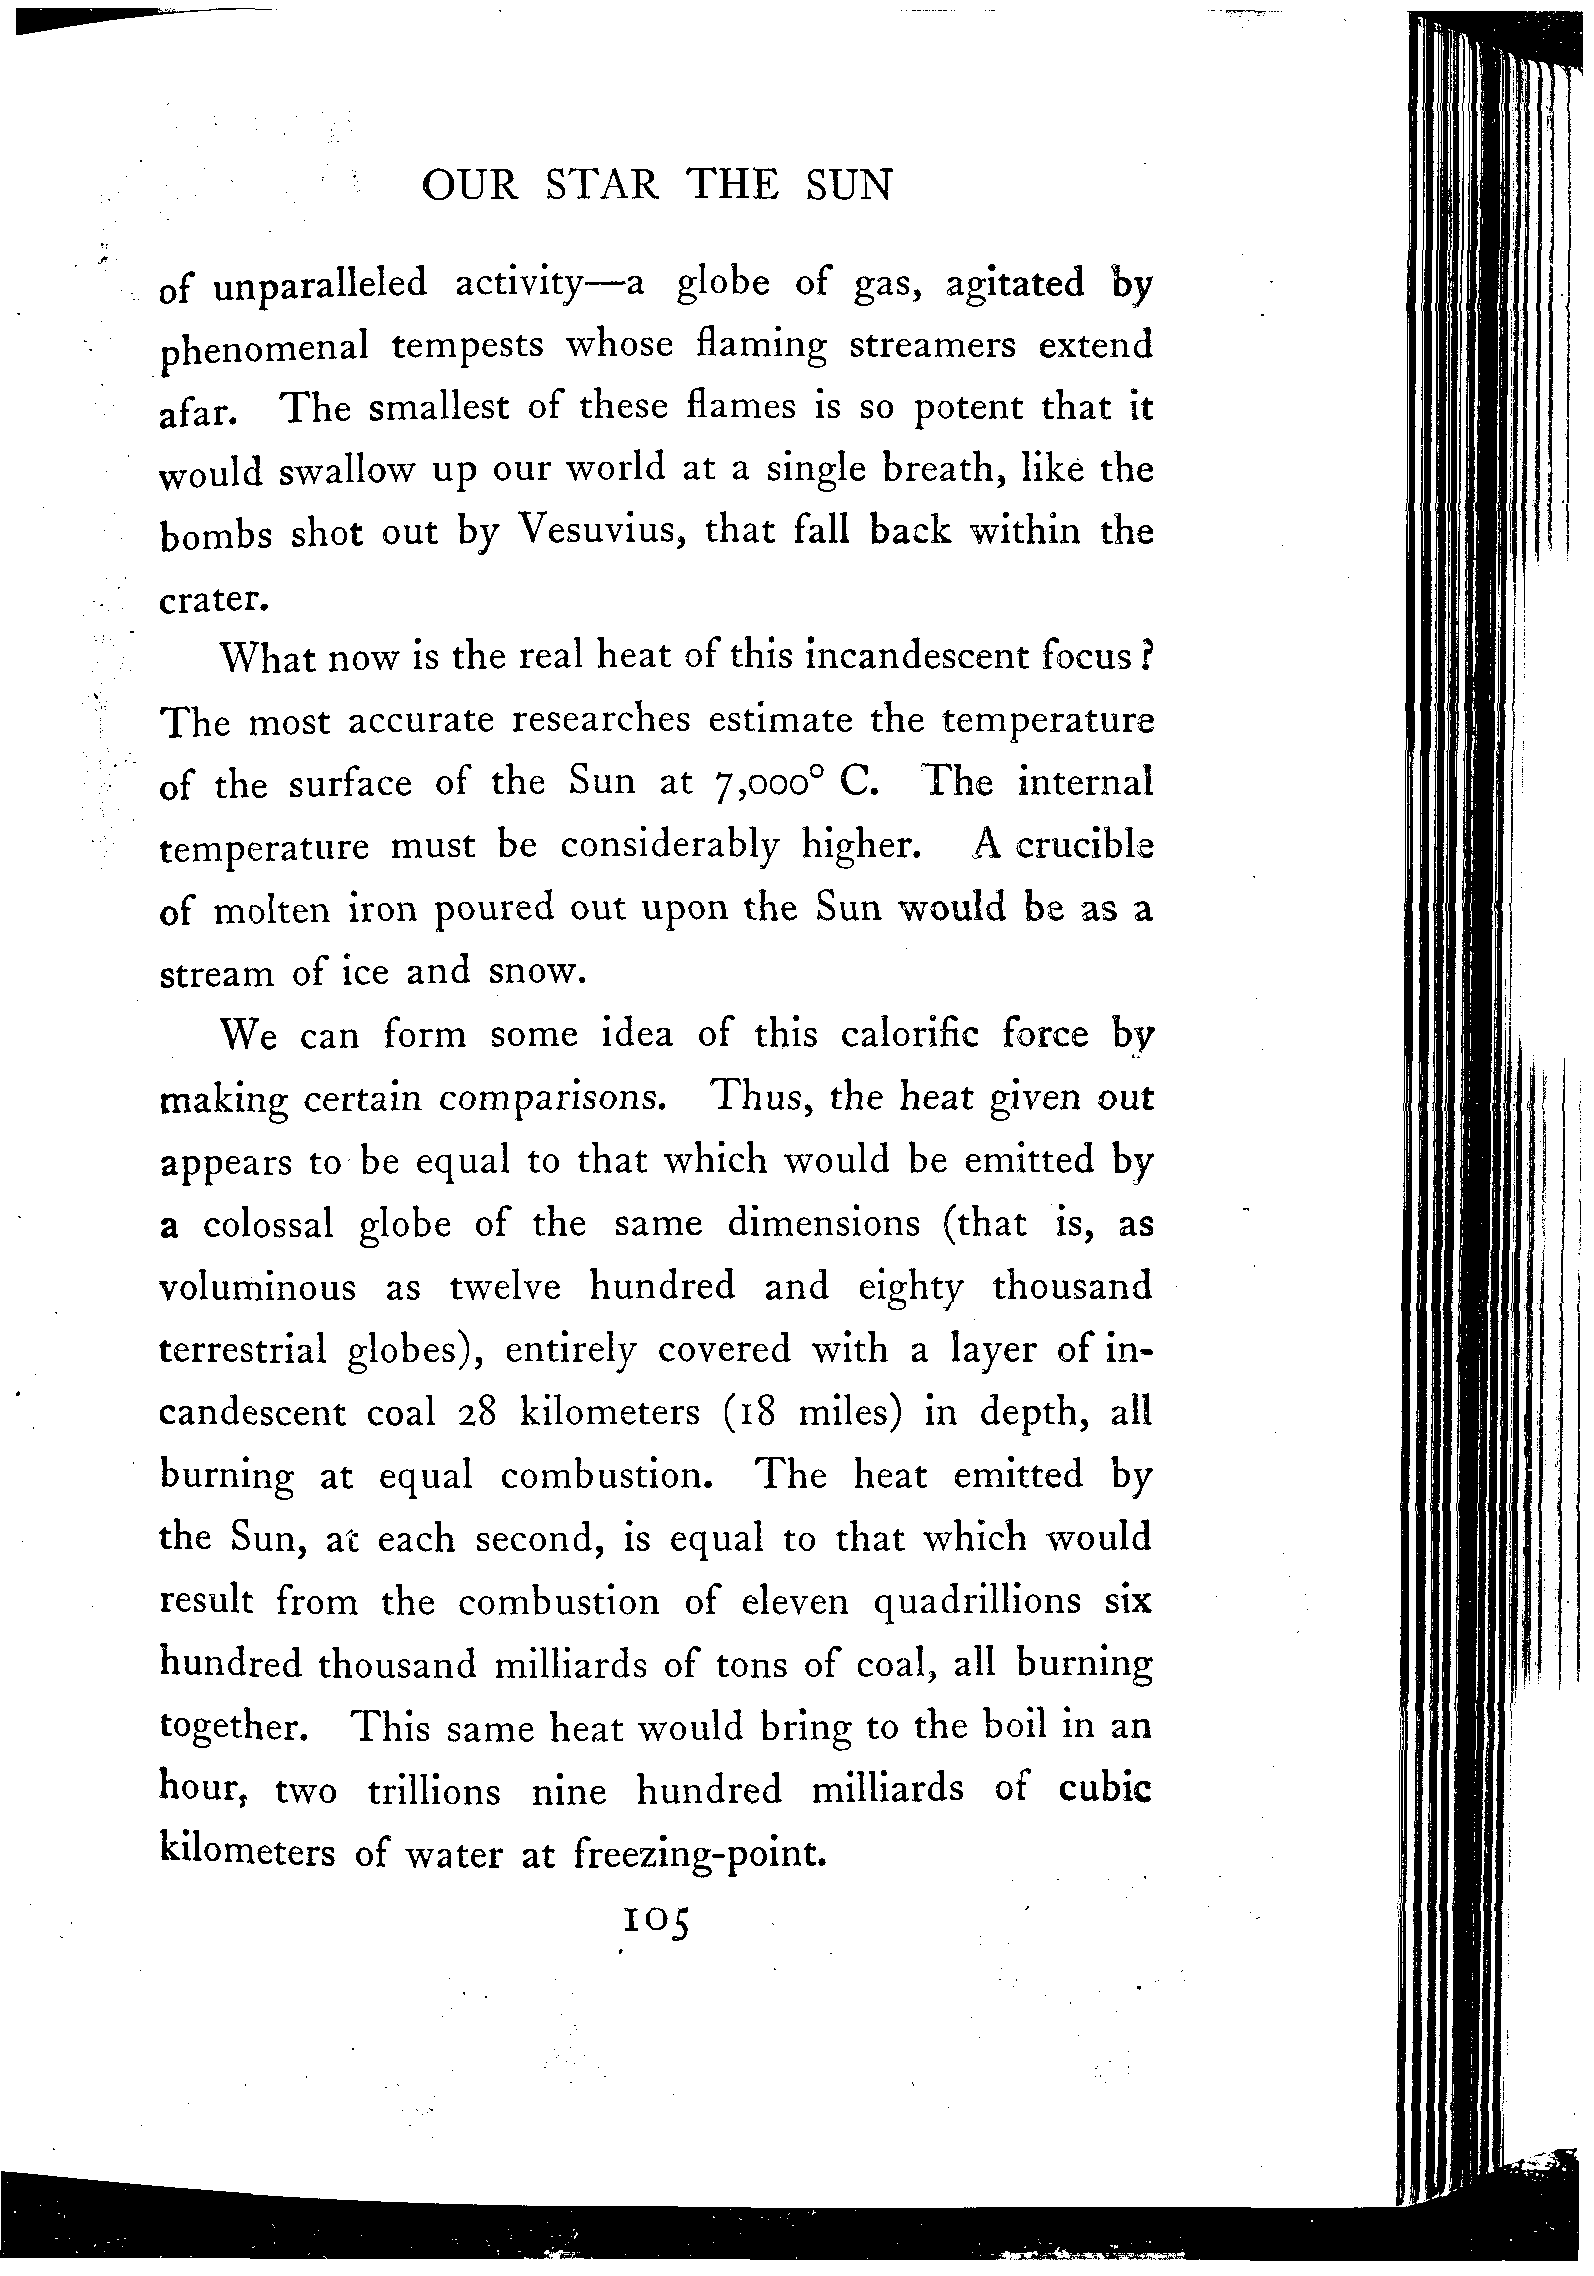 OUR STAR THE SUN
of unparalleled activity—a globe of gas, agitated by
phenomenal tempests whose flaming streamers extend
afar. The smallest of these flames is so potent that it
would swallow up our world at a single breath, like the
bombs shot out by Vesuvius, that fall back within the
crater.
What now is the real heat of this incandescent focus?
The most accurate researches estimate the temperature
of the surface of the Sun at 7,000° C. The internal
temperature must be considerably higher. A crucible
of molten iron poured out upon the Sun would be as a
stream of ice and snow.
We can form some idea of this calorific force by
making certain comparisons. Thus, the heat given out
appears to be equal to that which would be emitted by
a colossal globe of the same dimensions (that is, as
voluminous as twelve hundred and eighty thousand
terrestrial globes), entirely covered with a layer of in-
candescent coal 28 kilometers (18 miles) in depth, all
burning at equal combustion. The heat emitted by
the Sun, at each second, is equal to that which would
result from the combustion of eleven quadrillions six
hundred thousand milliards of tons of coal, all burning
together. This same heat would bring to the boil in an
hour, two trillions nine hundred milliards of cubic
kilometers of water at freezing-point.
105